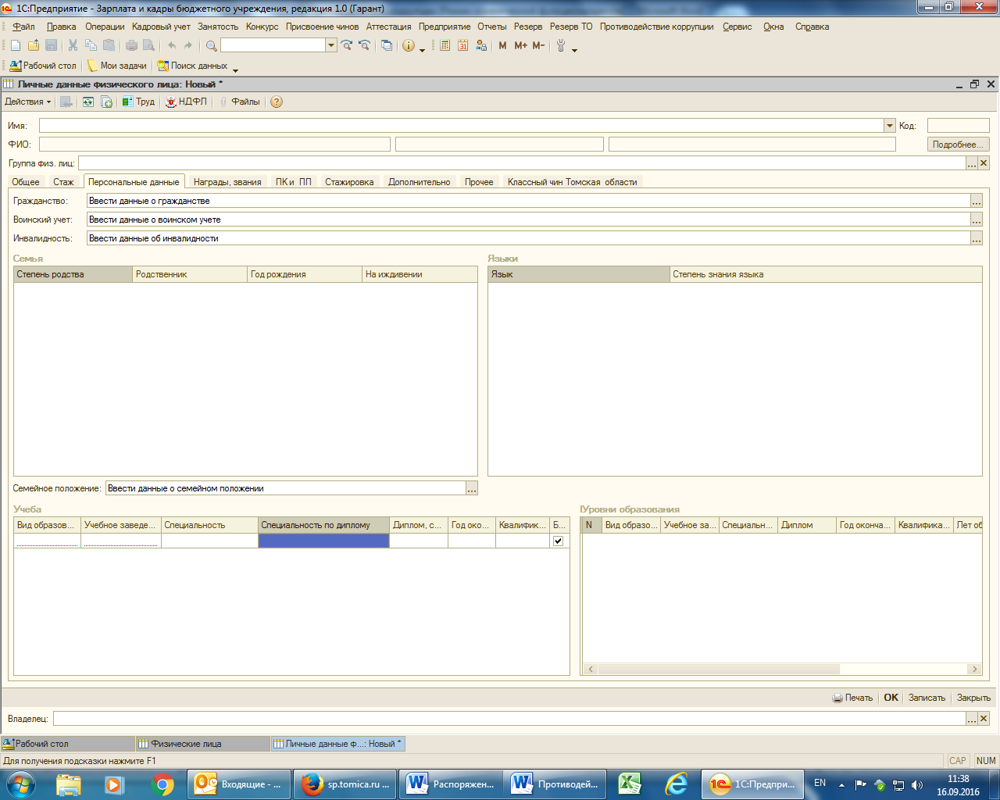 1С:Предприятие - Зарплата и кадры бюджетного учреждения, редакция 1.0 (Гарант)
Файл Правка Операции Кадровый учет Занятость Конкурс Присвоение чинов Аттестация Предприятие Отчеты Резерв Резерв ТО Противодействие коррупции Сервис Окна Справка
31 M M+ M-
Рабочий стол Мои задачи Поиск данных
Личные данные физического лица: Новый *
Действия Труд НДФЛ Файлы ?
Имя: Код:
ФИО: Подробнее...
Группа физ. лиц: ... ×
Общее Стаж Персональные данные Награды, звания ПК и ПП Стажировка Дополнительно Прочее Классный чин Томская области
Гражданство: Ввести данные о гражданстве ...
Воинский учет: Ввести данные о воинском учете ...
Инвалидность: Ввести данные об инвалидности ...
Семья Языки
Степень родства Родственник Год рождения На иждивении Язык Степень знания языка
Семейное положение: Ввести данные о семейном положении ...
Учеба IУровни образования
Вид образов... Учебное заведе... Специальность Специальность по диплому Диплом, с... Год око... Квалифик... Б... N Вид образо... Учебное за... Специальн... Диплом Год оконча... Квалифика... Лет об
Печать OK Записать Закрыть
Владелец: ... ×
Рабочий стол Физические лица Личные данные ф...: Новый *
Для получения подсказки нажмите F1 CAP NUM
Входящие - ... sp.tomica.ru ... Распоряжен... Противодей... 1С:Предпри... EN 11:38
16.09.2016